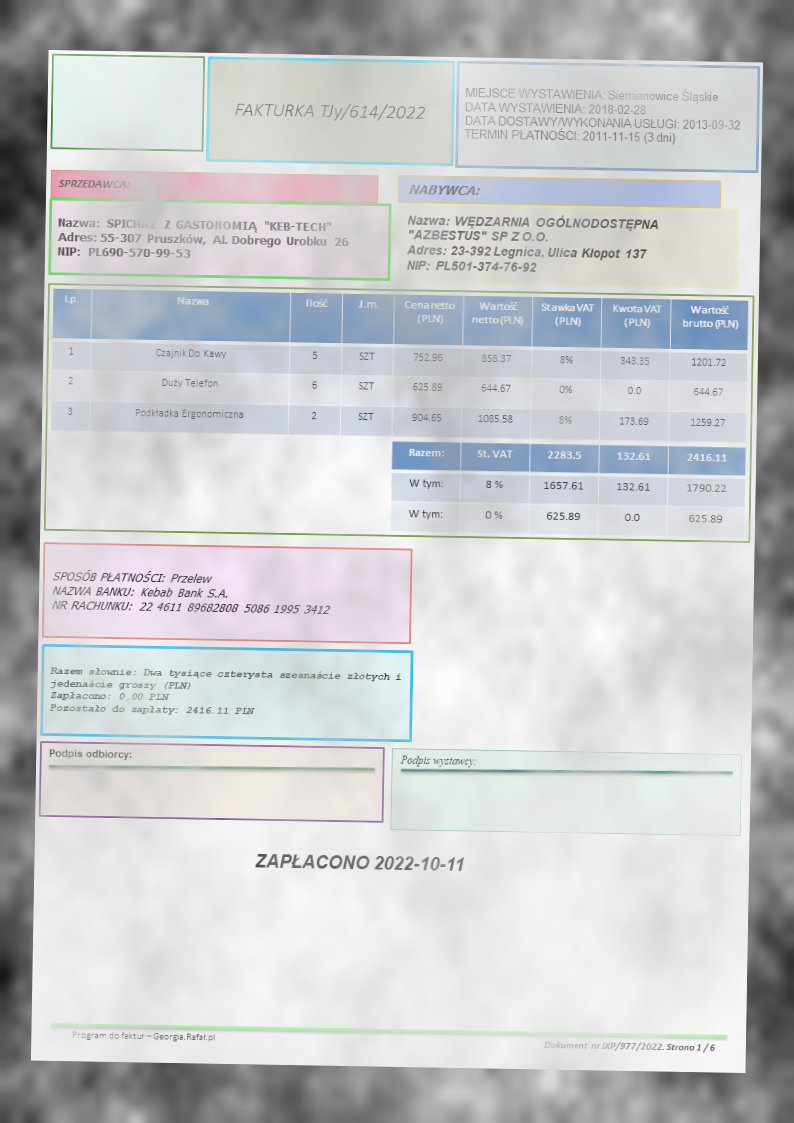 FAKTURKA TJy/614/2022
MIEJSCE WYSTAWIENIA: Siemianowice Śląskie
DATA WYSTAWIENIA: 2018-02-28
DATA DOSTAWY/WYKONANIA USŁUGI: 2013-09-32
TERMIN PŁATNOŚCI: 2011-11-15 (3 dni)
SPRZEDAWCA:
Nazwa: SPICHRZ Z GASTONOMIĄ "KEB-TECH"
Adres: 55-307 Pruszków, Al. Dobrego Urobku 26
NIP: PL690-570-99-53
NABYWCA:
Nazwa: WĘDZARNIA OGÓLNODOSTĘPNA
"AZBESTUS" SP Z O.O.
Adres: 23-392 Legnica, Ulica Kłopot 137
NIP: PL501-374-76-92
Lp. Nazwa Ilość J.m. Cena netto (PLN) Wartość netto (PLN) Stawka VAT (PLN) Kwota VAT (PLN) Wartość brutto (PLN)
1 Czajnik Do Kawy 5 SZT 752.96 858.37 8% 343.35 1201.72
2 Duży Telefon 6 SZT 625.89 644.67 0% 0.0 644.67
3 Podkładka Ergonomiczna 2 SZT 904.65 1085.58 8% 173.69 1259.27
Razem: St. VAT 2283.5 132.61 2416.11
W tym: 8 % 1657.61 132.61 1790.22
W tym: 0 % 625.89 0.0 625.89
SPOSÓB PŁATNOŚCI: Przelew
NAZWA BANKU: Kebab Bank S.A.
NR RACHUNKU: 22 4611 89682808 5086 1995 3412
Razem słownie: Dwa tysiące czterysta szesnaście złotych i
jedenaście groszy (PLN)
Zapłacono: 0,00 PLN
Pozostało do zapłaty: 2416.11 PLN
Podpis odbiorcy:
Podpis wystawcy:
ZAPŁACONO 2022-10-11
Program do faktur – Georgia.Rafał.pl
Dokument nr IXP/977/2022. Strona 1 / 6